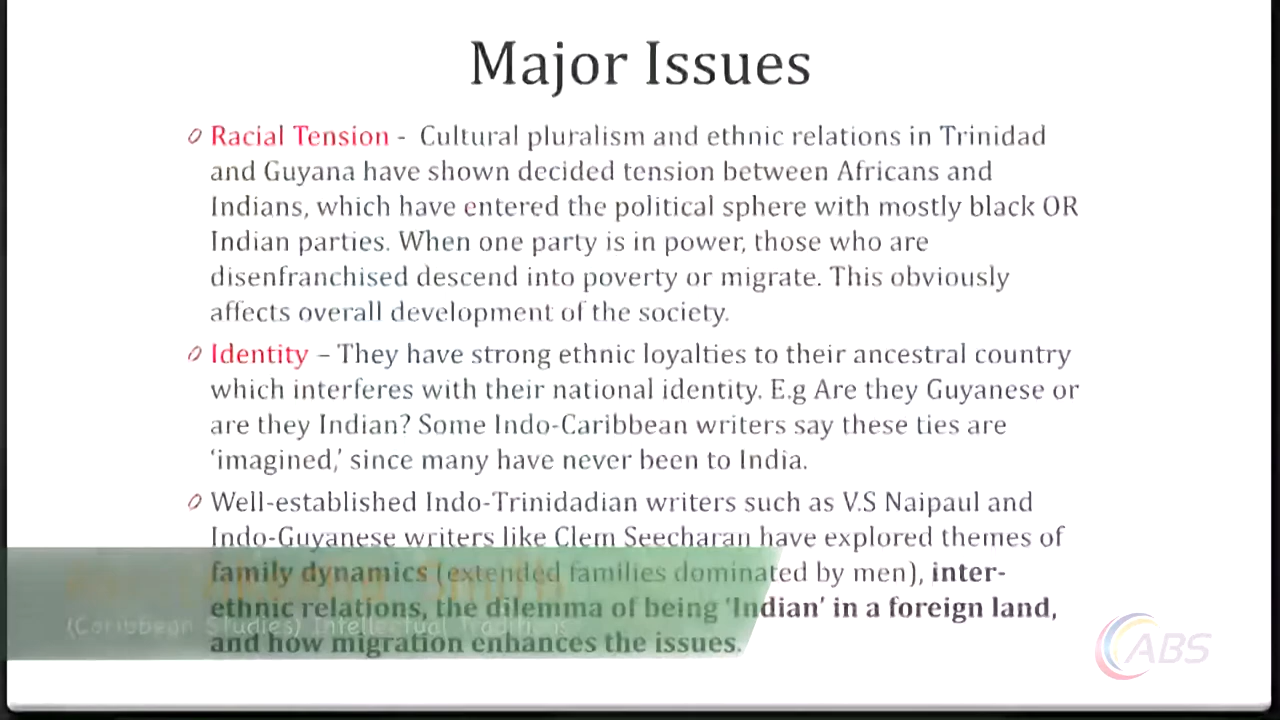 Major Issues
Racial Tension - Cultural pluralism and ethnic relations in Trinidad
and Guyana have shown decided tension between Africans and
Indians, which have entered the political sphere with mostly black OR
Indian parties. When one party is in power, those who are
disenfranchised descend into poverty or migrate. This obviously
affects overall development of the society.
Identity – They have strong ethnic loyalties to their ancestral country
which interferes with their national identity. E.g Are they Guyanese or
are they Indian? Some Indo-Caribbean writers say these ties are
‘imagined,’ since many have never been to India.
Well-established Indo-Trinidadian writers such as V.S Naipaul and
Indo-Guyanese writers like Clem Seecharan have explored themes of
family dynamics (extended families dominated by men), inter-
ethnic relations, the dilemma of being ‘Indian’ in a foreign land,
and how migration enhances the issues.
(Caribbean Studies) Intellectual Traditions
ABS